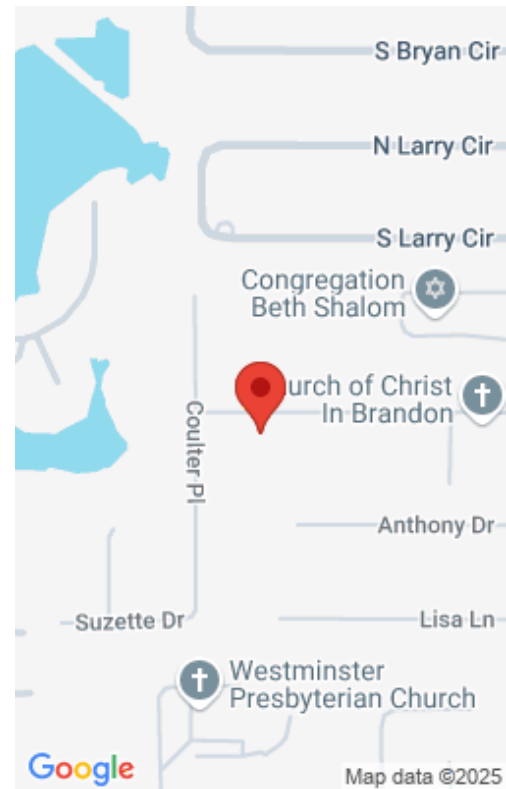 S Bryan Cir
N Larry Cir
S Larry Cir
Congregation
Beth Shalom
urch of Christ
In Brandon
Coulter Pl
Anthony Dr
Suzette Dr
Lisa Ln
Westminster
Presbyterian Church
Google
Map data ©2025